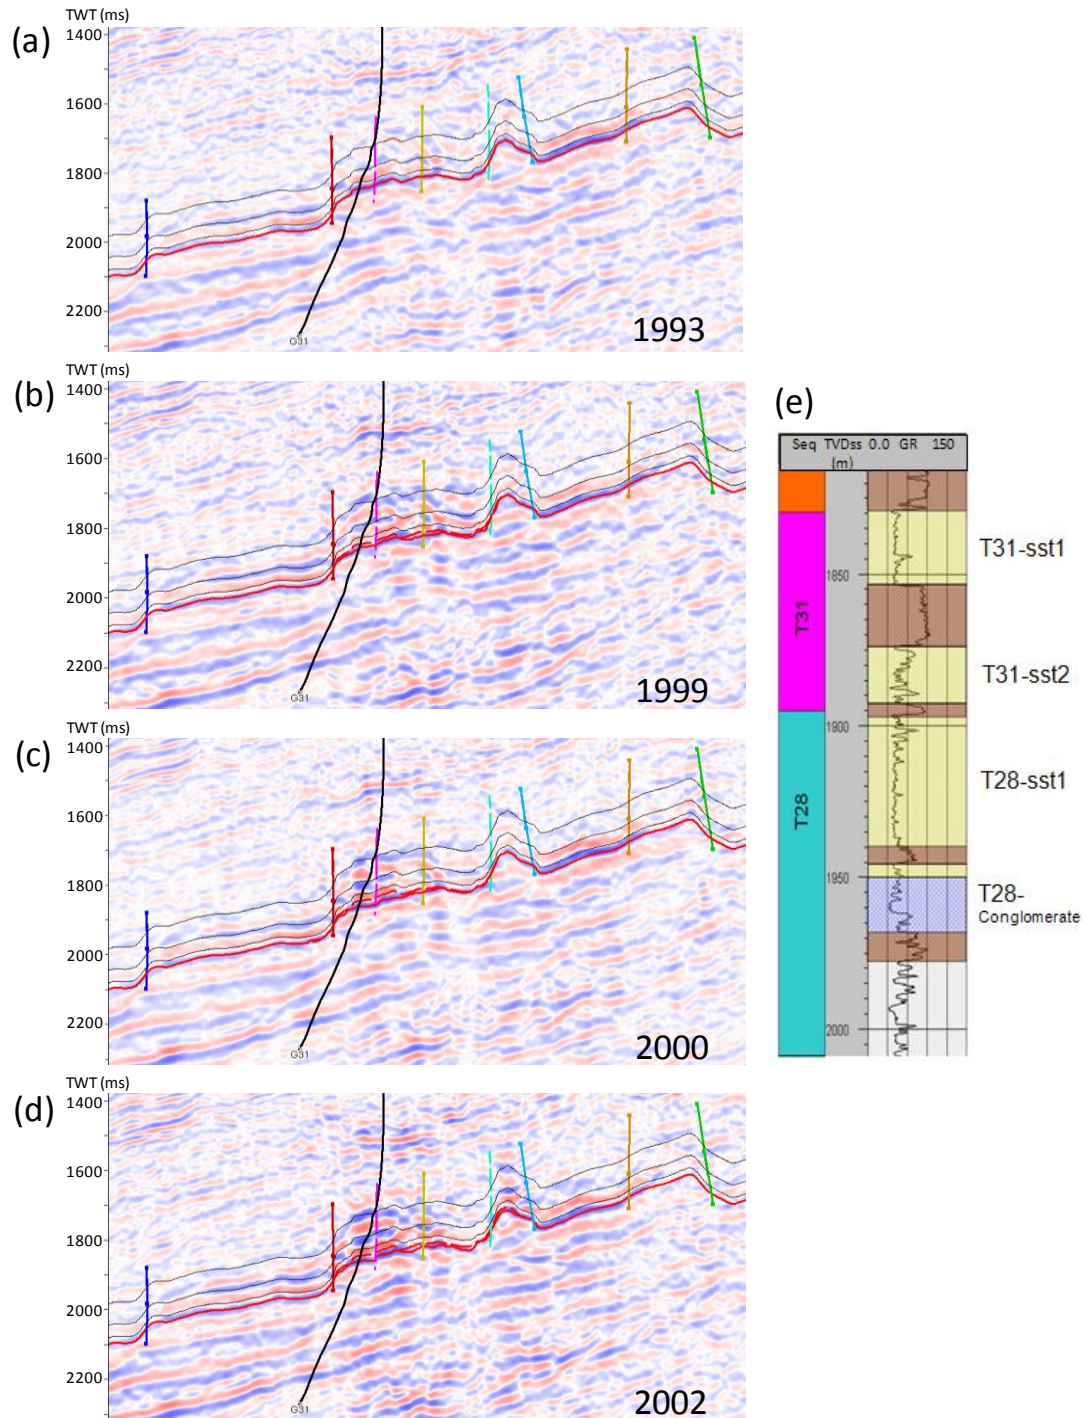 TWT (ms)
(a)
1400
1600
1800
2000
2200
G31
1993
TWT (ms)
(b)
1400
1600
1800
2000
2200
G31
1999
TWT (ms)
(c)
1400
1600
1800
2000
2200
G31
2000
TWT (ms)
(d)
1400
1600
1800
2000
2200
G31
2002
(e)
Seq TVDss 0.0 GR 150
(m)
T31
T28
1850
1900
1950
2000
T31-sst1
T31-sst2
T28-sst1
T28-
Conglomerate